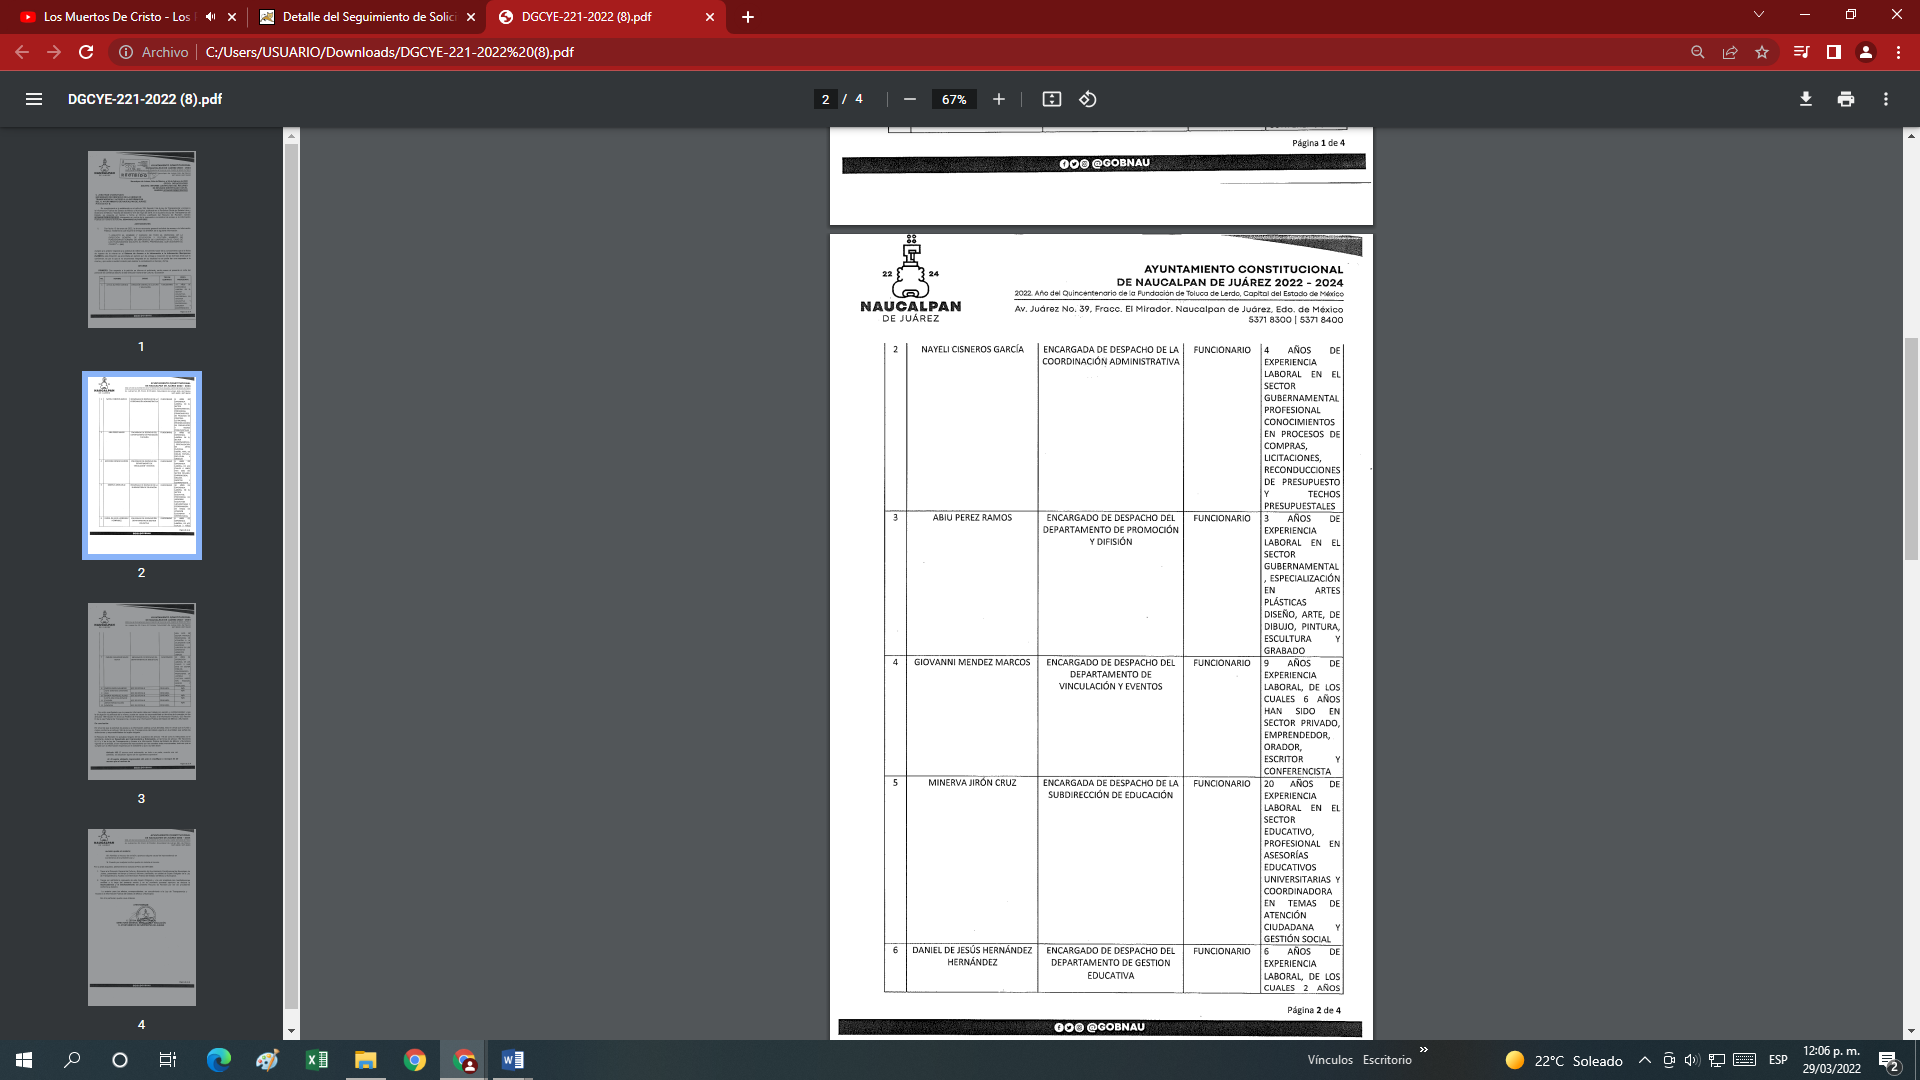 Los Muertos De Cristo - Los
Detalle del Seguimiento de Solici
DGCYE-221-2022 (8).pdf
Archivo
C:/Users/USUARIO/Downloads/DGCYE-221-2022%20(8).pdf
DGCYE-221-2022 (8).pdf
2 / 4
67%
1
2
3
4
Página 1 de 4
@GOBNAU
22 24
NAUCALPAN
DE JUÁREZ
AYUNTAMIENTO CONSTITUCIONAL
DE NAUCALPAN DE JUÁREZ 2022 - 2024
2022. Año del Quincentenario de la Fundación de Toluca de Lerdo, Capital del Estado de México
Av. Juárez No. 39, Fracc. El Mirador. Naucalpan de Juárez, Edo. de México
5371 8300 | 5371 8400
2 NAYELI CISNEROS GARCÍA ENCARGADA DE DESPACHO DE LA FUNCIONARIO 4 AÑOS DE
COORDINACIÓN ADMINISTRATIVA EXPERIENCIA
LABORAL EN EL
SECTOR
GUBERNAMENTAL
PROFESIONAL
CONOCIMIENTOS
EN PROCESOS DE
COMPRAS,
LICITACIONES,
RECONDUCCIONES
DE PRESUPUESTO
Y TECHOS
PRESUPUESTALES
3 ABIU PEREZ RAMOS ENCARGADO DE DESPACHO DEL FUNCIONARIO 3 AÑOS DE
DEPARTAMENTO DE PROMOCIÓN EXPERIENCIA
Y DIFISIÓN LABORAL EN EL
SECTOR
GUBERNAMENTAL
, ESPECIALIZACIÓN
EN ARTES
PLÁSTICAS
DISEÑO, ARTE, DE
DIBUJO, PINTURA,
ESCULTURA Y
GRABADO
4 GIOVANNI MENDEZ MARCOS ENCARGADO DE DESPACHO DEL FUNCIONARIO 9 AÑOS DE
DEPARTAMENTO DE EXPERIENCIA
VINCULACIÓN Y EVENTOS LABORAL, DE LOS
CUALES 6 AÑOS
HAN SIDO EN
SECTOR PRIVADO,
EMPRENDEDOR,
ORADOR,
ESCRITOR Y
CONFERENCISTA
5 MINERVA JIRÓN CRUZ ENCARGADA DE DESPACHO DE LA FUNCIONARIO 20 AÑOS DE
SUBDIRECCIÓN DE EDUCACIÓN EXPERIENCIA
LABORAL EN EL
SECTOR
EDUCATIVO,
PROFESIONAL EN
ASESORÍAS
EDUCATIVOS
UNIVERSITARIAS Y
COORDINADORA
EN TEMAS DE
ATENCIÓN
CIUDADANA Y
GESTIÓN SOCIAL
6 DANIEL DE JESÚS HERNÁNDEZ ENCARGADO DE DESPACHO DEL FUNCIONARIO 6 AÑOS DE
HERNÁNDEZ DEPARTAMENTO DE GESTION EXPERIENCIA
EDUCATIVA LABORAL, DE LOS
CUALES 2 AÑOS
Página 2 de 4
@GOBNAU
Vínculos Escritorio
22°C Soleado
ESP
12:06 p. m.
29/03/2022
2